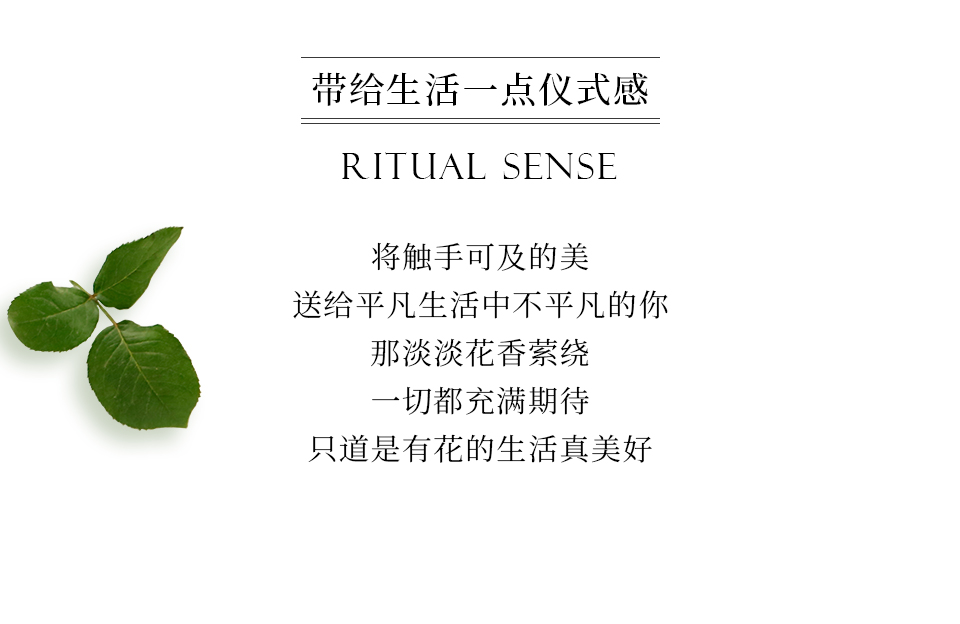 带给生活一点仪式感
RITUAL SENSE
将触手可及的美
送给平凡生活中不平凡的你
那淡淡花香萦绕
一切都充满期待
只道是有花的生活真美好